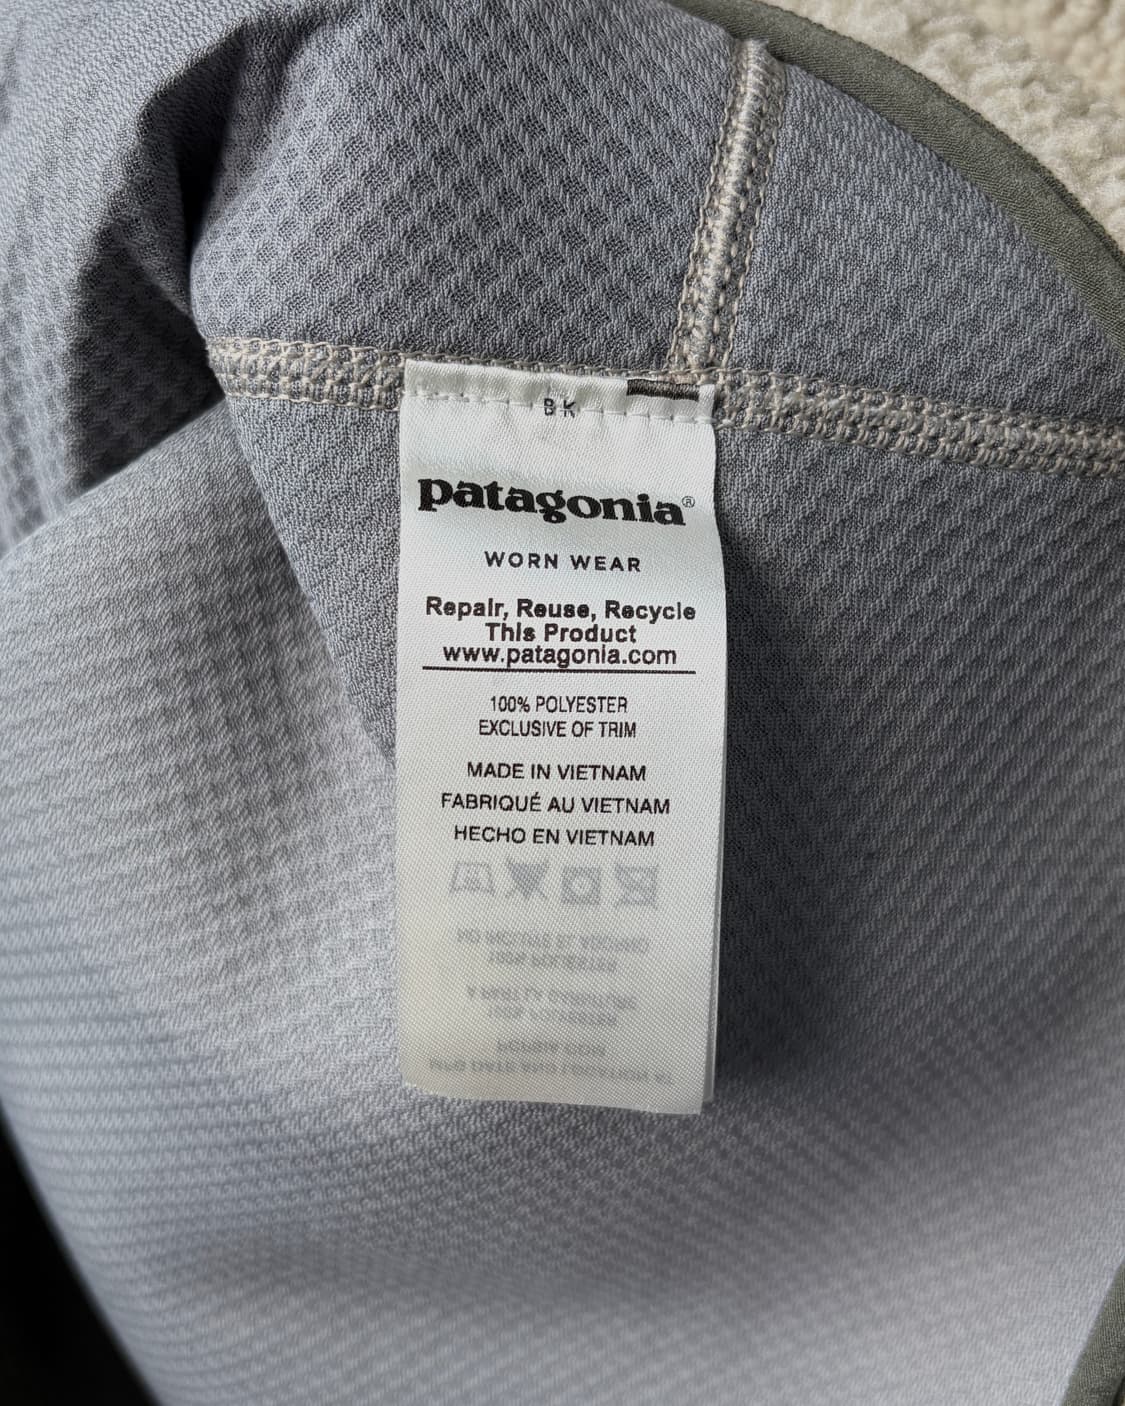 BK
patagonia®
WORN WEAR
Repair, Reuse, Recycle
This Product
www.patagonia.com
100% POLYESTER
EXCLUSIVE OF TRIM
MADE IN VIETNAM
FABRIQUÉ AU VIETNAM
HECHO EN VIETNAM